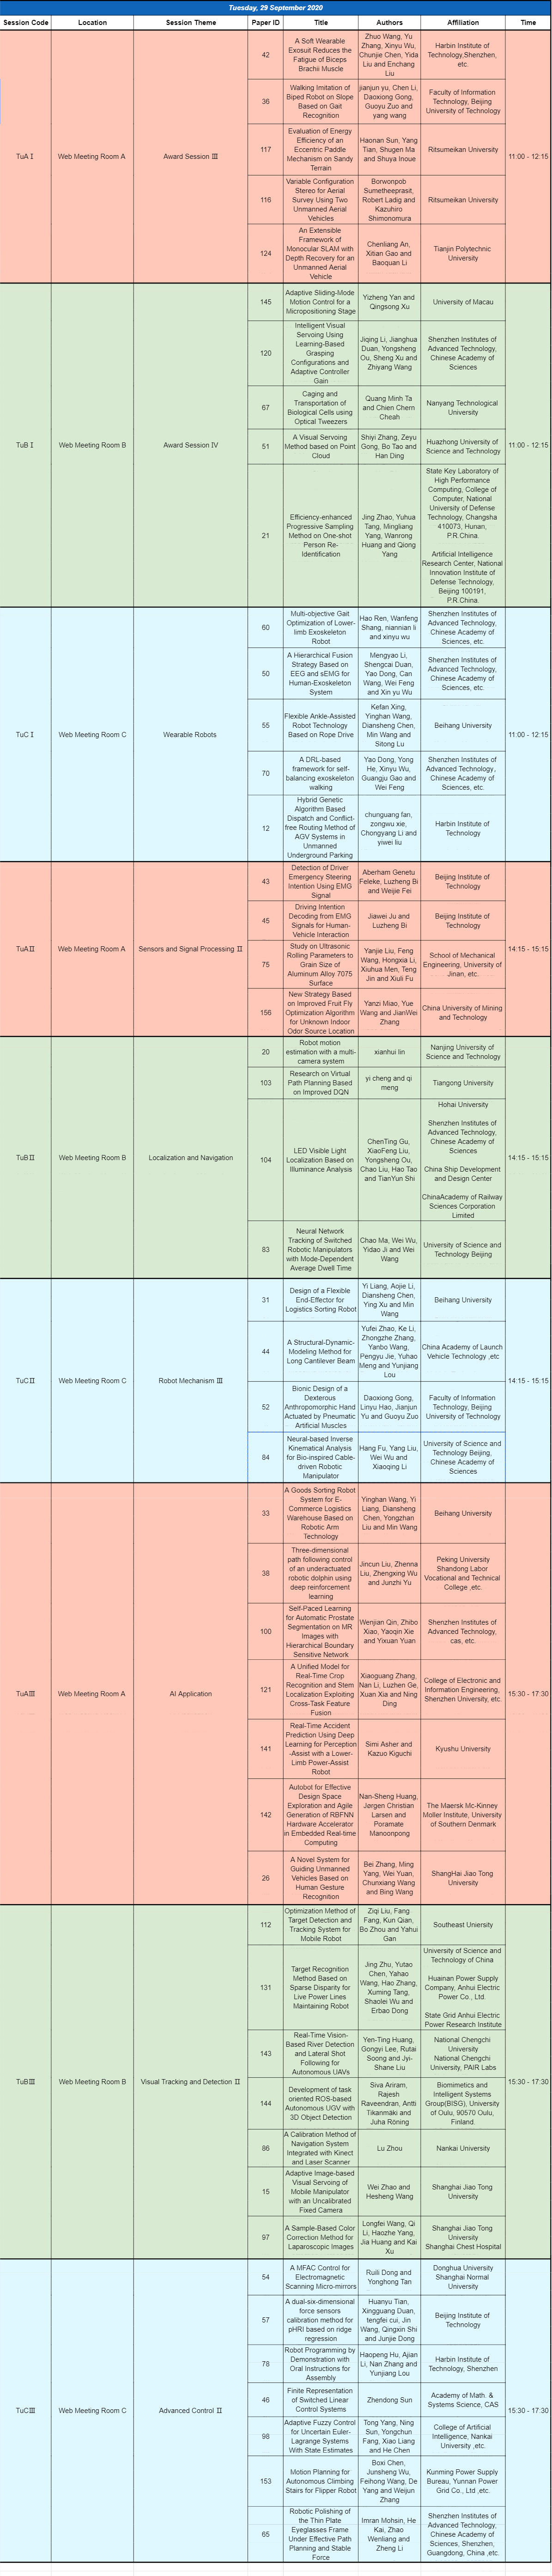 Tuesday, 29 September 2020
Session Code
Location
Session Theme
Paper ID
Title
Authors
Affiliation
Time
TuA Ⅰ
Web Meeting Room A
Award Session Ⅲ
11:00 - 12:15
42
A Soft Wearable
Exosuit Reduces the
Fatigue of Biceps
Brachii Muscle
Zhuo Wang, Yu
Zhang, Xinyu Wu,
Chunjie Chen, Yida
Liu and Enchang
Liu
Harbin Institute of
Technology,Shenzhen,
etc.
36
Walking Imitation of
Biped Robot on Slope
Based on Gait
Recognition
jianjun yu, Chen Li,
Daoxiong Gong,
Guoyu Zuo and
yang wang
Faculty of Information
Technology, Beijing
University of Technology
117
Evaluation of Energy
Efficiency of an
Eccentric Paddle
Mechanism on Sandy
Terrain
Haonan Sun, Yang
Tian, Shugen Ma
and Shuya Inoue
Ritsumeikan University
116
Variable Configuration
Stereo for Aerial
Survey Using Two
Unmanned Aerial
Vehicles
Borwonpob
Sumetheeprasit,
Robert Ladig and
Kazuhiro
Shimonomura
Ritsumeikan University
124
An Extensible
Framework of
Monocular SLAM with
Depth Recovery for an
Unmanned Aerial
Vehicle
Chenliang An,
Xitian Gao and
Baoquan Li
Tianjin Polytechnic
University
TuB Ⅰ
Web Meeting Room B
Award Session Ⅳ
11:00 - 12:15
145
Adaptive Sliding-Mode
Motion Control for a
Micropositioning Stage
Yizheng Yan and
Qingsong Xu
University of Macau
120
Intelligent Visual
Servoing Using
Learning-Based
Grasping
Configurations and
Adaptive Controller
Gain
Jiqing Li, Jianghua
Duan, Yongsheng
Ou, Sheng Xu and
Zhiyang Wang
Shenzhen Institutes of
Advanced Technology,
Chinese Academy of
Sciences
67
Caging and
Transportation of
Biological Cells using
Optical Tweezers
Quang Minh Ta
and Chien Chern
Cheah
Nanyang Technological
University
51
A Visual Servoing
Method based on Point
Cloud
Shiyi Zhang, Zeyu
Gong, Bo Tao and
Han Ding
Huazhong University of
Science and Technology
21
Efficiency-enhanced
Progressive Sampling
Method on One-shot
Person Re-
Identification
Jing Zhao, Yuhua
Tang, Mingliang
Yang, Wanrong
Huang and Qiong
Yang
State Key Laboratory of
High Performance
Computing, College of
Computer, National
University of Defense
Technology, Changsha
410073, Hunan,
P.R.China.
Artificial Intelligence
Research Center, National
Innovation Institute of
Defense Technology,
Beijing 100191,
P.R.China.
TuC Ⅰ
Web Meeting Room C
Wearable Robots
11:00 - 12:15
60
Multi-objective Gait
Optimization of Lower-
limb Exoskeleton
Robot
Hao Ren, Wanfeng
Shang, niannian li
and xinyu wu
Shenzhen Institutes of
Advanced Technology,
Chinese Academy of
Sciences, etc.
50
A Hierarchical Fusion
Strategy Based on
EEG and sEMG for
Human-Exoskeleton
System
Mengyao Li,
Shengcai Duan,
Yao Dong, Can
Wang, Wei Feng
and Xin yu Wu
Shenzhen Institutes of
Advanced Technology,
Chinese Academy of
Sciences, etc.
55
Flexible Ankle-Assisted
Robot Technology
Based on Rope Drive
Kefan Xing,
Yinghan Wang,
Diansheng Chen,
Min Wang and
Sitong Lu
Beihang University
70
A DRL-based
framework for self-
balancing exoskeleton
walking
Yao Dong, Yong
He, Xinyu Wu,
Guangju Gao and
Wei Feng
Shenzhen Institutes of
Advanced Technology,,
Chinese Academy of
Sciences, etc.
12
Hybrid Genetic
Algorithm Based
Dispatch and Conflict-
free Routing Method of
AGV Systems in
Unmanned
Underground Parking
chunguang fan,
zongwu xie,
Chongyang Li and
yiwei liu
Harbin Institute of
Technology
TuAⅡ
Web Meeting Room A
Sensors and Signal Processing Ⅱ
14:15 - 15:15
43
Detection of Driver
Emergency Steering
Intention Using EMG
Signal
Aberham Genetu
Feleke, Luzheng Bi
and Weijie Fei
Beijing Institute of
Technology
45
Driving Intention
Decoding from EMG
Signals for Human-
Vehicle Interaction
Jiawei Ju and
Luzheng Bi
Beijing Institute of
Technology
75
Study on Ultrasonic
Rolling Parameters to
Grain Size of
Aluminum Alloy 7075
Surface
Yanjie Liu, Feng
Wang, Hongxia Li,
Xiuhua Men, Teng
Jin and Xiuli Fu
School of Mechanical
Engineering, University of
Jinan, etc.
156
New Strategy Based
on Improved Fruit Fly
Optimization Algorithm
for Unknown Indoor
Odor Source Location
Yanzi Miao, Yue
Wang and JianWei
Zhang
China University of Mining
and Technology
TuBⅡ
Web Meeting Room B
Localization and Navigation
14:15 - 15:15
20
Robot motion
estimation with a multi-
camera system
xianhui lin
Nanjing University of
Science and Technology
103
Research on Virtual
Path Planning Based
on Improved DQN
yi cheng and qi
meng
Tiangong University
104
LED Visible Light
Localization Based on
Illuminance Analysis
ChenTing Gu,
XiaoFeng Liu,
Yongsheng Ou,
Chao Liu, Hao Tao
and TianYun Shi
Hohai University
Shenzhen Institutes of
Advanced Technology,
Chinese Academy of
Sciences
China Ship Development
and Design Center
ChinaAcademy of Railway
Sciences Corporation
Limited
83
Neural Network
Tracking of Switched
Robotic Manipulators
with Mode-Dependent
Average Dwell Time
Chao Ma, Wei Wu,
Yidao Ji and Wei
Wang
University of Science and
Technology Beijing
TuCⅡ
Web Meeting Room C
Robot Mechanism Ⅲ
14:15 - 15:15
31
Design of a Flexible
End-Effector for
Logistics Sorting Robot
Yi Liang, Aojie Li,
Diansheng Chen,
Ying Xu and Min
Wang
Beihang University
44
A Structural-Dynamic-
Modeling Method for
Long Cantilever Beam
Yufei Zhao, Ke Li,
Zhongzhe Zhang,
Yanbo Wang,
Pengyu Jie, Yuhao
Meng and Yunjiang
Lou
China Academy of Launch
Vehicle Technology ,etc
52
Bionic Design of a
Dexterous
Anthropomorphic Hand
Actuated by Pneumatic
Artificial Muscles
Daoxiong Gong,
Linyu Hao, Jianjun
Yu and Guoyu Zuo
Faculty of Information
Technology, Beijing
University of Technology
84
Neural-based Inverse
Kinematical Analysis
for Bio-inspired Cable-
driven Robotic
Manipulator
Hang Fu, Yang Liu,
Wei Wu and
Xiaoqing Li
University of Science and
Technology Beijing,
Chinese Academy of
Sciences
TuAⅢ
Web Meeting Room A
AI Application
15:30 - 17:30
33
A Goods Sorting Robot
System for E-
Commerce Logistics
Warehouse Based on
Robotic Arm
Technology
Yinghan Wang, Yi
Liang, Diansheng
Chen, Yongzhan
Liu and Min Wang
Beihang University
38
Three-dimensional
path following control
of an underactuated
robotic dolphin using
deep reinforcement
learning
Jincun Liu, Zhenna
Liu, Zhengxing Wu
and Junzhi Yu
Peking University
Shandong Labor
Vocational and Technical
College ,etc.
100
Self-Paced Learning
for Automatic Prostate
Segmentation on MR
Images with
Hierarchical Boundary
Sensitive Network
Wenjian Qin, Zhibo
Xiao, Yaoqin Xie
and Yixuan Yuan
Shenzhen Institutes of
Advanced Technology,
cas, etc.
121
A Unified Model for
Real-Time Crop
Recognition and Stem
Localization Exploiting
Cross-Task Feature
Fusion
Xiaoguang Zhang,
Nan Li, Luzhen Ge,
Xuan Xia and Ning
Ding
College of Electronic and
Information Engineering,
Shenzhen University, etc.
141
Real-Time Accident
Prediction Using Deep
Learning for Perception
-Assist with a Lower-
Limb Power-Assist
Robot
Simi Asher and
Kazuo Kiguchi
Kyushu University
142
Autobot for Effective
Design Space
Exploration and Agile
Generation of RBFNN
Hardware Accelerator
in Embedded Real-time
Computing
Nan-Sheng Huang,
Jørgen Christian
Larsen and
Poramate
Manoonpong
The Maersk Mc-Kinney
Moller Institute, University
of Southern Denmark
26
A Novel System for
Guiding Unmanned
Vehicles Based on
Human Gesture
Recognition
Bei Zhang, Ming
Yang, Wei Yuan,
Chunxiang Wang
and Bing Wang
ShangHai Jiao Tong
University
TuBⅢ
Web Meeting Room B
Visual Tracking and Detection Ⅱ
15:30 - 17:30
112
Optimization Method of
Target Detection and
Tracking System for
Mobile Robot
Ziqi Liu, Fang
Fang, Kun Qian,
Bo Zhou and Yahui
Gan
Southeast Uniersity
131
Target Recognition
Method Based on
Sparse Disparity for
Live Power Lines
Maintaining Robot
Jing Zhu, Yutao
Chen, Yahao
Wang, Hao Zhang,
Xuming Tang,
Shaolei Wu and
Erbao Dong
University of Science and
Technology of China
Huainan Power Supply
Company, Anhui Electric
Power Co., Ltd.
State Grid Anhui Electric
Power Research Institute
143
Real-Time Vision-
Based River Detection
and Lateral Shot
Following for
Autonomous UAVs
Yen-Ting Huang,
Gongyi Lee, Rutai
Soong and Jyi-
Shane Liu
National Chengchi
University
National Chengchi
University, PAIR Labs
144
Development of task
oriented ROS-based
Autonomous UGV with
3D Object Detection
Siva Ariram,
Rajesh
Raveendran, Antti
Tikanmäki and
Juha Röning
Biomimetics and
Intelligent Systems
Group(BISG), University
of Oulu, 90570 Oulu,
Finland.
86
A Calibration Method of
Navigation System
Integrated with Kinect
and Laser Scanner
Lu Zhou
Nankai University
15
Adaptive Image-based
Visual Servoing of
Mobile Manipulator
with an Uncalibrated
Fixed Camera
Wei Zhao and
Hesheng Wang
Shanghai Jiao Tong
University
97
A Sample-Based Color
Correction Method for
Laparoscopic Images
Longfei Wang, Qi
Li, Haozhe Yang,
Jia Huang and Kai
Xu
Shanghai Jiao Tong
University
Shanghai Chest Hospital
TuCⅢ
Web Meeting Room C
Advanced Control Ⅱ
15:30 - 17:30
54
A MFAC Control for
Electromagnetic
Scanning Micro-mirrors
Ruili Dong and
Yonghong Tan
Donghua University
Shanghai Normal
University
57
A dual-six-dimensional
force sensors
calibration method for
pHRI based on ridge
regression
Huanyu Tian,
Xingguang Duan,
tengfei cui, Jin
Wang, Qingxin Shi
and Junjie Dong
Beijing Institute of
Technology
78
Robot Programming by
Demonstration with
Oral Instructions for
Assembly
Haopeng Hu, Ajian
Li, Nan Zhang and
Yunjiang Lou
Harbin Institute of
Technology, Shenzhen
46
Finite Representation
of Switched Linear
Control Systems
Zhendong Sun
Academy of Math. &
Systems Science, CAS
98
Adaptive Fuzzy Control
for Uncertain Euler-
Lagrange Systems
With State Estimates
Tong Yang, Ning
Sun, Yongchun
Fang, Xiao Liang
and He Chen
College of Artificial
Intelligence, Nankai
University ,etc.
153
Motion Planning for
Autonomous Climbing
Stairs for Flipper Robot
Boxi Chen,
Junsheng Wu,
Feihong Wang, De
Yang and Weijun
Zhang
Kunming Power Supply
Bureau, Yunnan Power
Grid Co., Ltd ,etc.
65
Robotic Polishing of
the Thin Plate
Eyeglasses Frame
Under Effective Path
Planning and Stable
Force
Imran Mohsin, He
Kai, Zhao
Wenliang and
Zheng Li
Shenzhen Institutes of
Advanced Technology,
Chinese Academy of
Sciences, Shenzhen,
Guangdong, China ,etc.